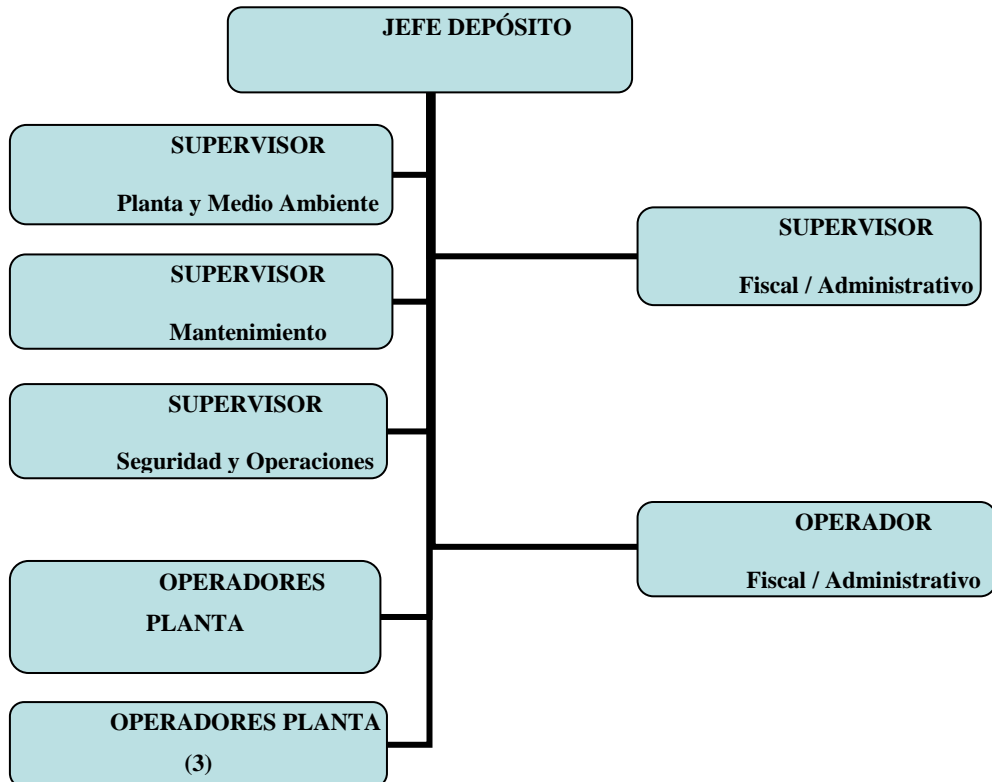 JEFE DEPÓSITO
SUPERVISOR
Planta y Medio Ambiente
SUPERVISOR
Fiscal / Administrativo
SUPERVISOR
Mantenimiento
SUPERVISOR
Seguridad y Operaciones
OPERADOR
Fiscal / Administrativo
OPERADORES
PLANTA
OPERADORES PLANTA
(3)